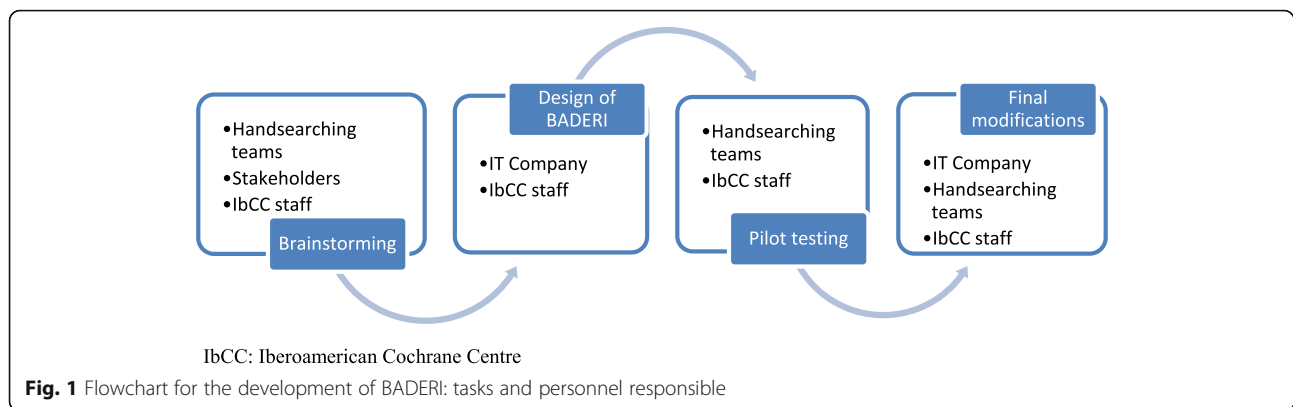 •Handsearching
teams
•Stakeholders
•IbCC staff
Brainstorming
Design of
BADERI
•IT Company
•IbCC staff
•Handsearching
teams
•IbCC staff
Pilot testing
Final
modifications
•IT Company
•Handsearching
teams
•IbCC staff
IbCC: Iberoamerican Cochrane Centre
Fig. 1 Flowchart for the development of BADERI: tasks and personnel responsible